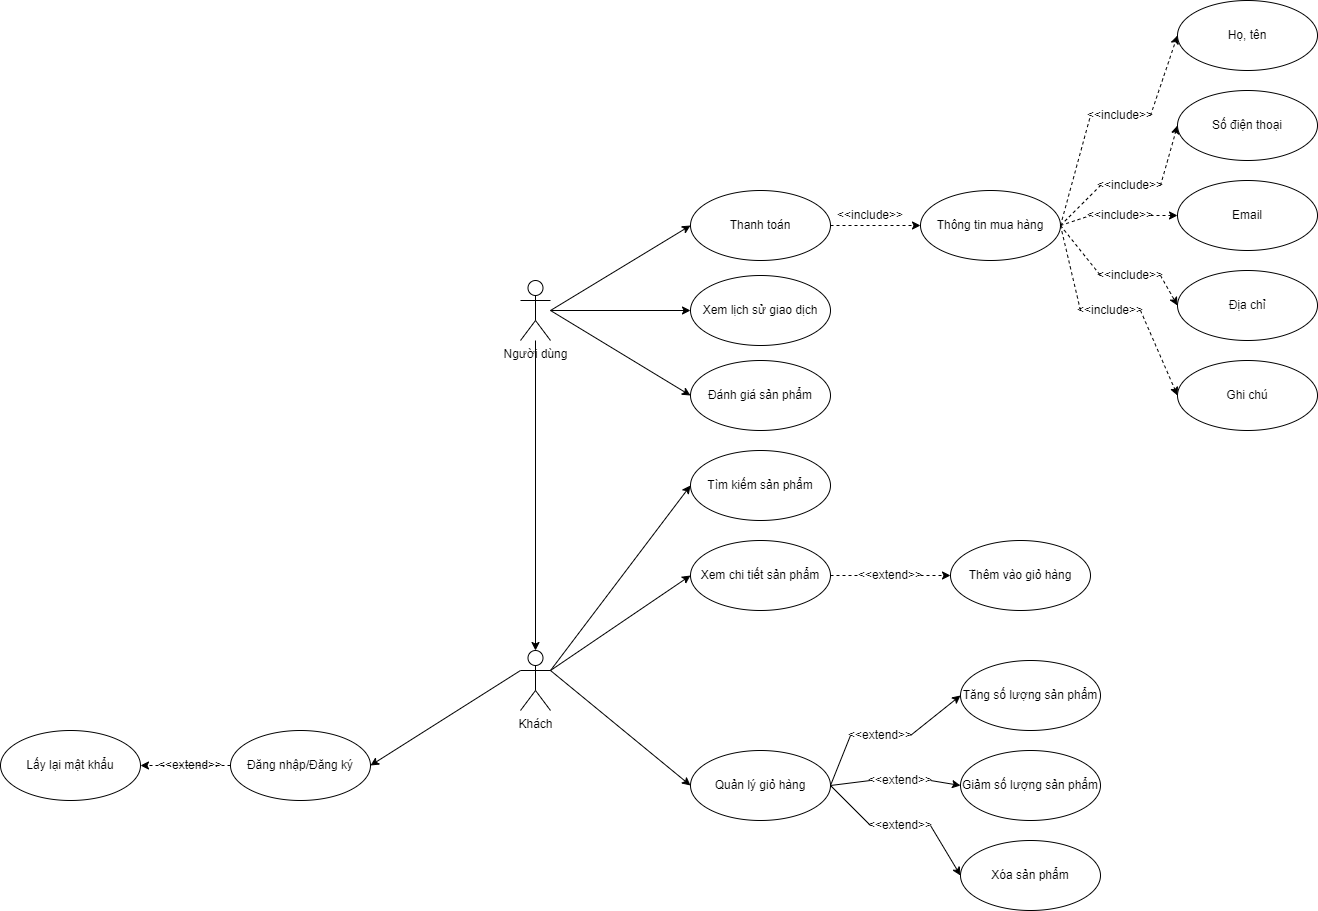 Họ, tên
<<include>>
Số điện thoại
<<include>>
Thanh toán
<<include>>
Thông tin mua hàng
<<include>>
Email
Người dùng
Xem lịch sử giao dịch
<<include>>
Địa chỉ
<<include>>
Đánh giá sản phẩm
Ghi chú
Tìm kiếm sản phẩm
Xem chi tiết sản phẩm
<<extend>>
Thêm vào giỏ hàng
Khách
Tăng số lượng sản phẩm
<<extend>>
Lấy lại mật khẩu
<<extend>>
Đăng nhập/Đăng ký
Quản lý giỏ hàng
<<extend>>
Giảm số lượng sản phẩm
<<extend>>
Xóa sản phẩm